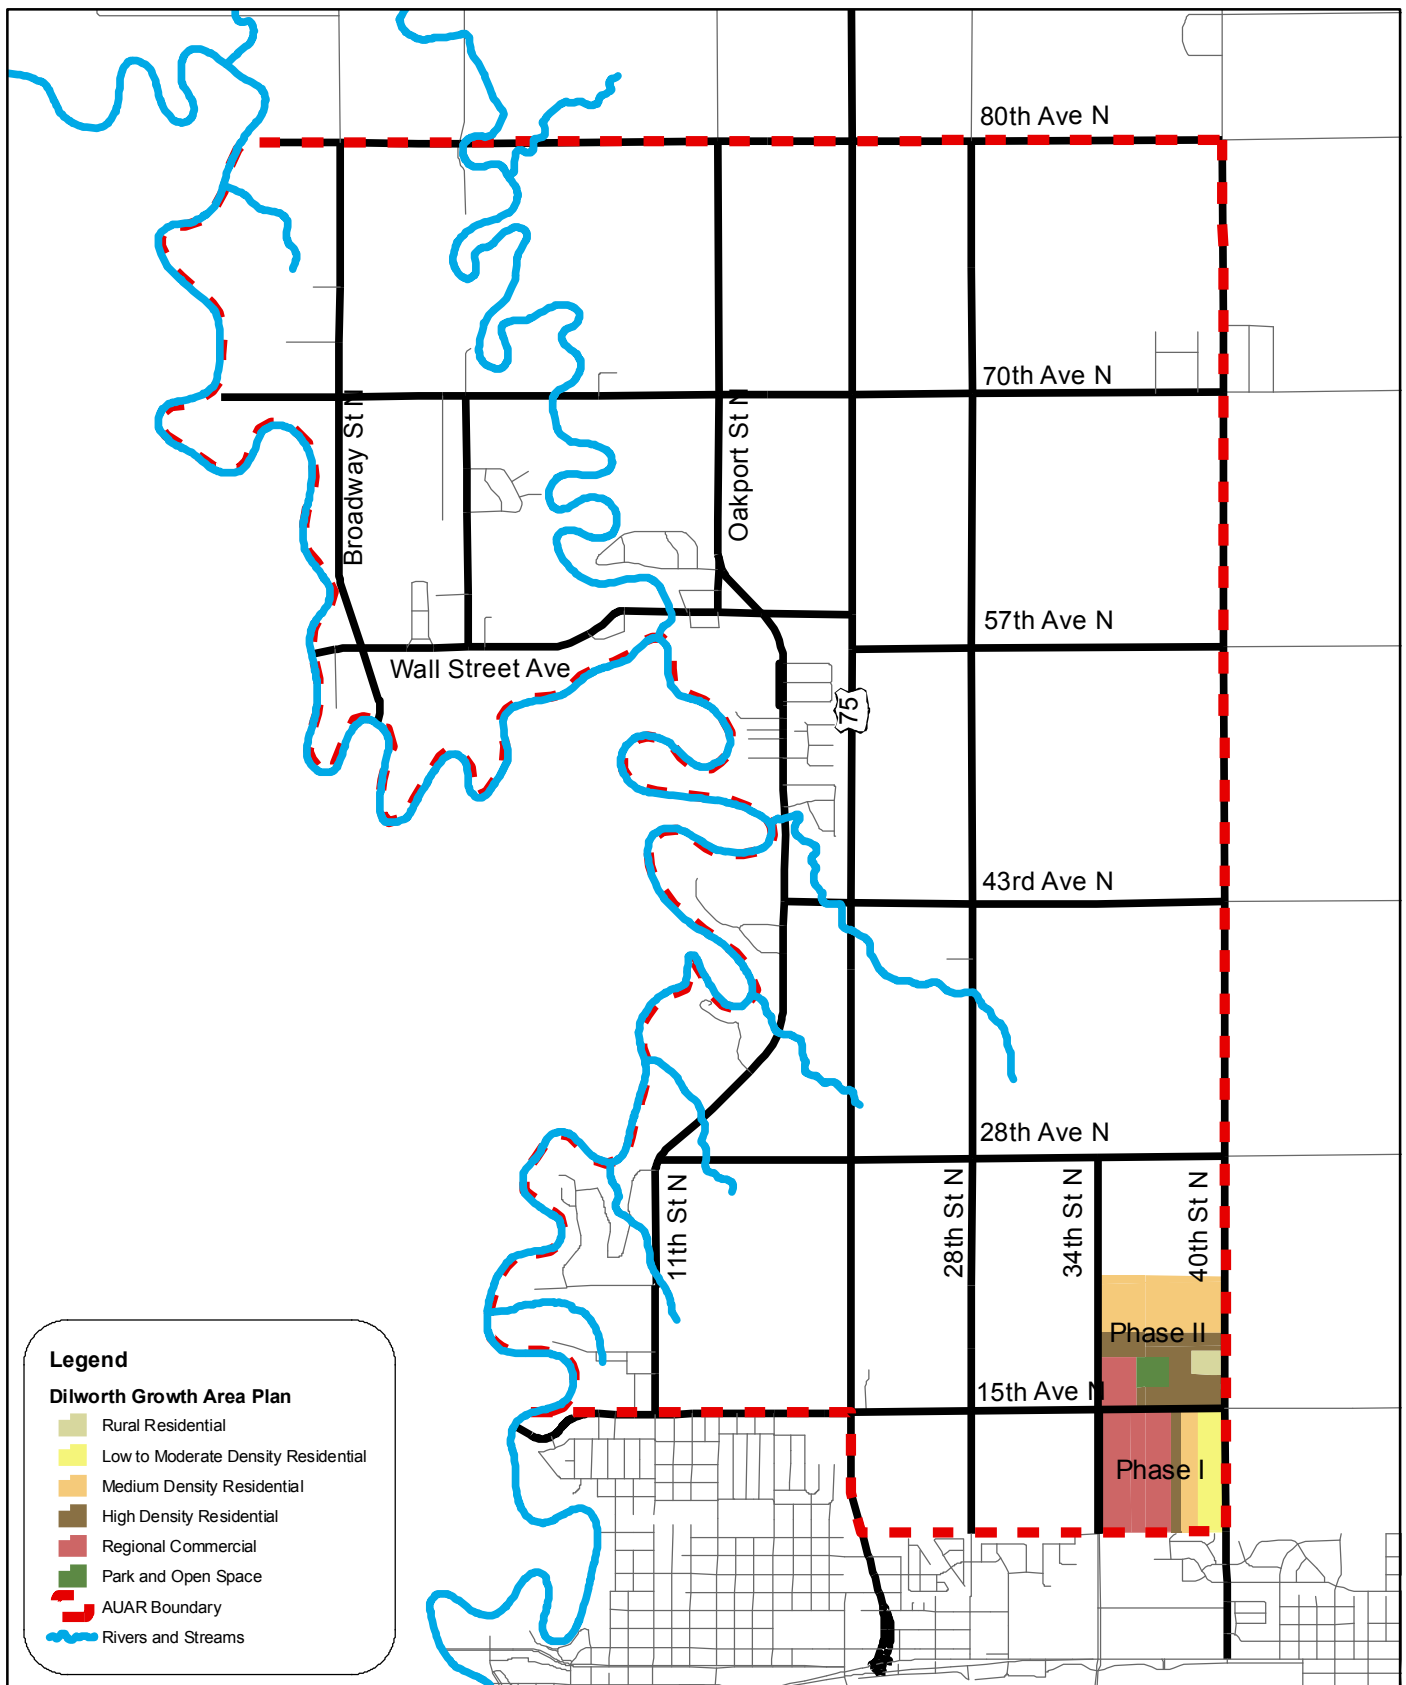 80th Ave N
70th Ave N
Broadway St N
Oakport St N
57th Ave N
Wall Street Ave
75
43rd Ave N
28th Ave N
11th St N
28th St N
34th St N
40th St N
Phase II
15th Ave N
Phase I
Legend
Dilworth Growth Area Plan
Rural Residential
Low to Moderate Density Residential
Medium Density Residential
High Density Residential
Regional Commercial
Park and Open Space
AUAR Boundary
Rivers and Streams